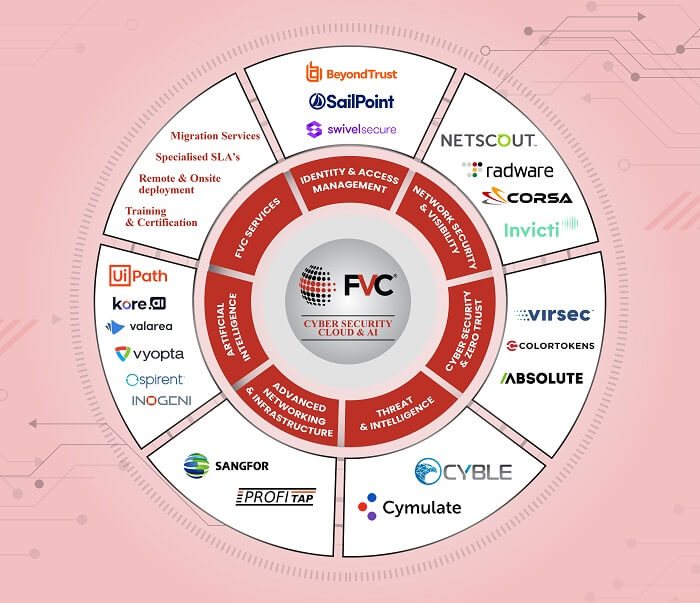 BeyondTrust
SailPoint
swivelsecure
NETSCOUT
radware
CORSA
Invicti
virsec
COLORTOKENS
ABSOLUTE
CYBLE
Cymulate
SANGFOR
PROFITAP
UiPath
kore.ai
valarea
vyopta
spirent
INOGENI
Migration Services
Specialised SLA's
Remote & Onsite
deployment
Training
& Certification
IDENTITY & ACCESS
MANAGEMENT
NETWORK SECURITY
& VISIBILITY
CYBER SECURITY
& ZERO TRUST
THREAT
& INTELLIGENCE
ADVANCED
NETWORKING
& INFRASTRUCTURE
ARTIFICIAL
INTELLIGENCE
FVC SERVICES
FVC®
CYBER SECURITY
CLOUD & AI